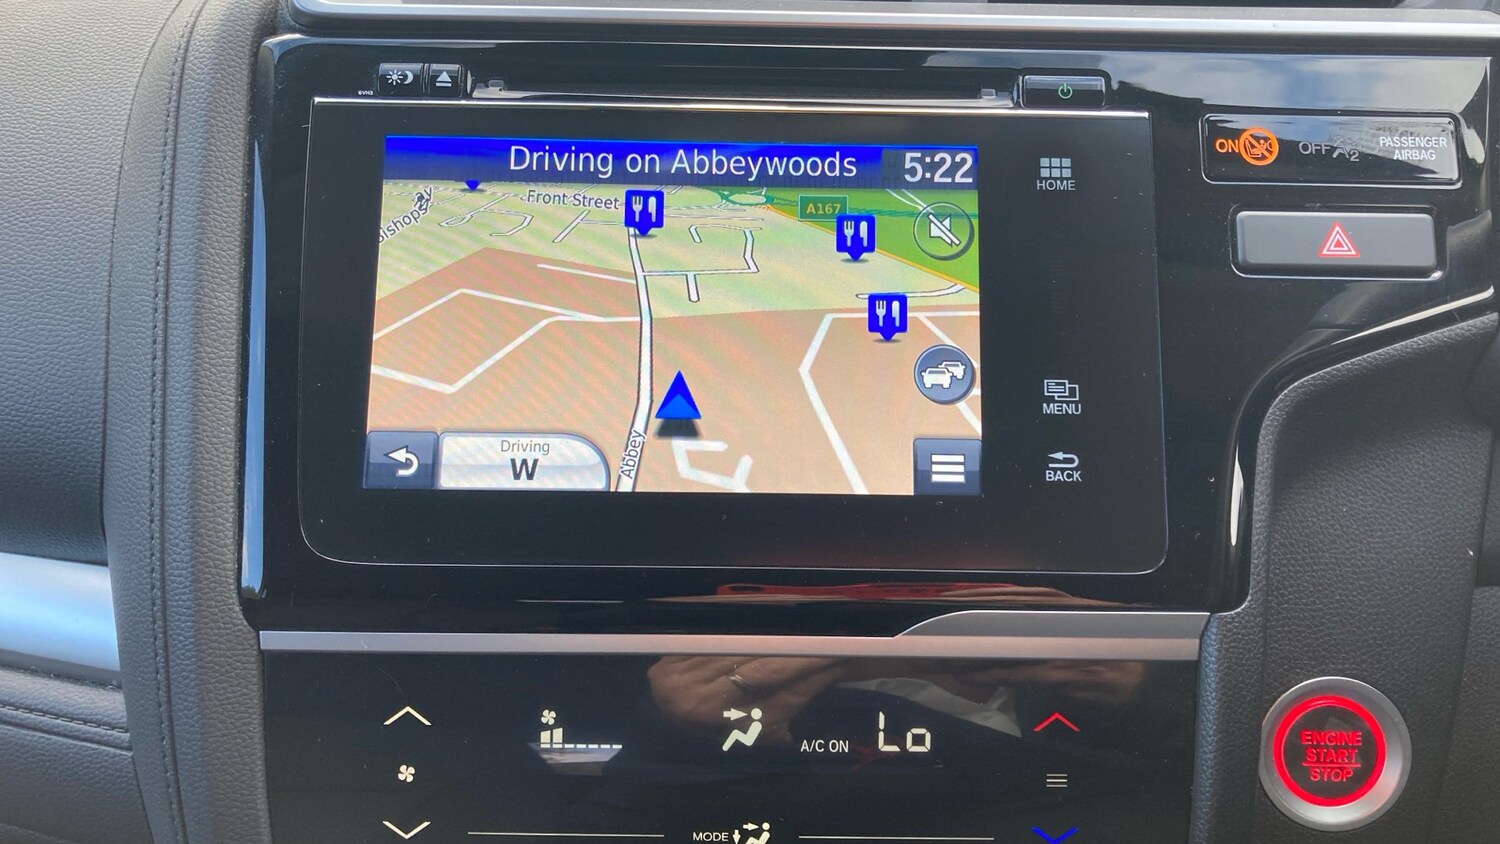 Driving on Abbeywoods
5:22
HOME
ON
OFF
2
PASSENGER
AIRBAG
Front Street
A167
MENU
BACK
Driving
W
Abbey
ENGINE
START
STOP
A/C ON
Lo
MODE